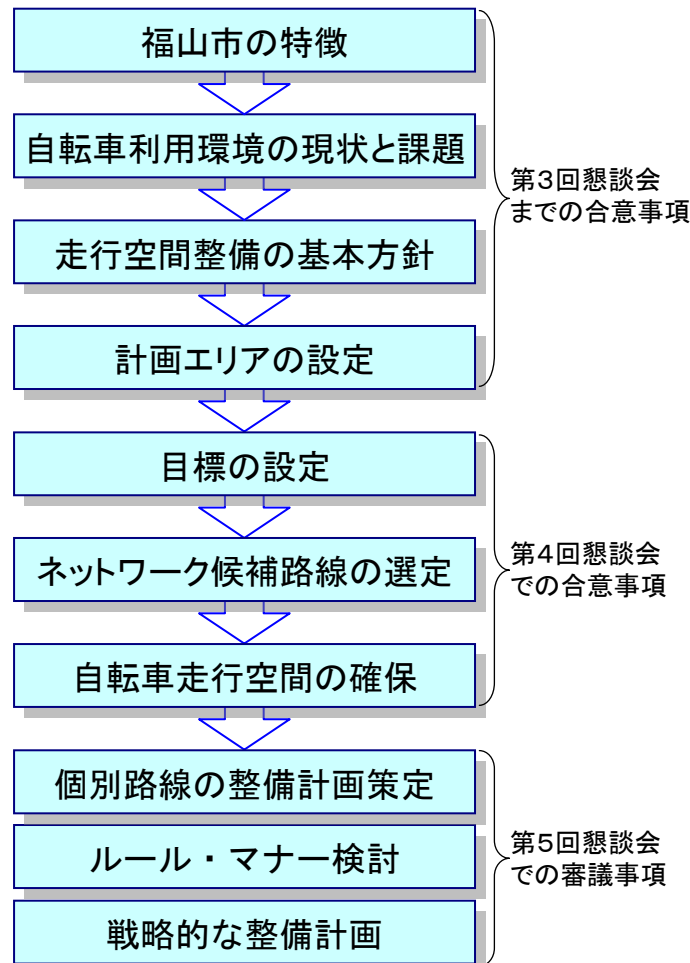 福山市の特徴
自転車利用環境の現状と課題
走行空間整備の基本方針
計画エリアの設定
第3回懇談会
までの合意事項
目標の設定
ネットワーク候補路線の選定
自転車走行空間の確保
第4回懇談会
での合意事項
個別路線の整備計画策定
ルール・マナー検討
戦略的な整備計画
第5回懇談会
での審議事項